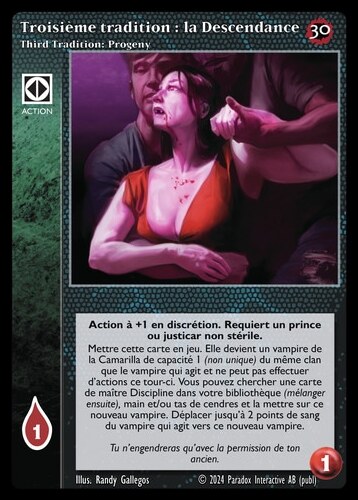 Troisième tradition : la Descendance
30
Third Tradition: Progeny
ACTION
Action à +1 en discrétion. Requiert un prince
ou justicar non stérile.
Mettre cette carte en jeu. Elle devient un vampire de
la Camarilla de capacité 1 (non unique) du même clan
que le vampire qui agit et ne peut pas effectuer
d'actions ce tour-ci. Vous pouvez chercher une carte
de maître Discipline dans votre bibliothèque (mélanger
ensuite), main et/ou tas de cendres et la mettre sur ce
nouveau vampire. Déplacer jusqu'à 2 points de sang
du vampire qui agit vers ce nouveau vampire.
Tu n'engendreras qu'avec la permission de ton
ancien.
1
1
Illus. Randy Gallegos
© 2024 Paradox Interactive AB (publ)